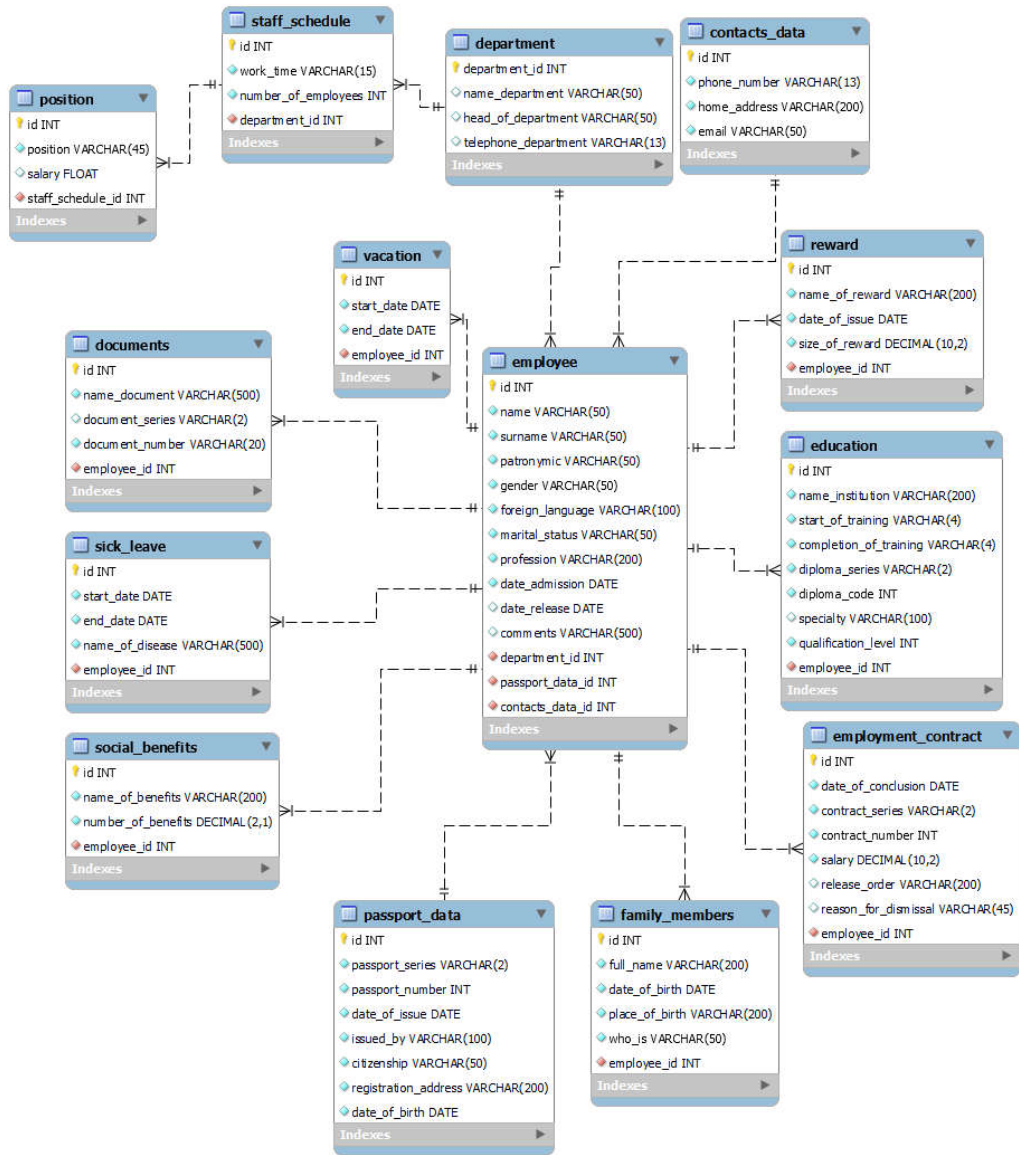 staff_schedule
id INT
work_time VARCHAR(15)
number_of_employees INT
department_id INT
Indexes
department
department_id INT
name_department VARCHAR(50)
head_of_department VARCHAR(50)
telephone_department VARCHAR(13)
Indexes
contacts_data
id INT
phone_number VARCHAR(13)
home_address VARCHAR(200)
email VARCHAR(50)
Indexes
position
id INT
position VARCHAR(45)
salary FLOAT
staff_schedule_id INT
Indexes
vacation
id INT
start_date DATE
end_date DATE
employee_id INT
Indexes
reward
id INT
name_of_reward VARCHAR(200)
date_of_issue DATE
size_of_reward DECIMAL(10,2)
employee_id INT
Indexes
documents
id INT
name_document VARCHAR(500)
document_series VARCHAR(2)
document_number VARCHAR(20)
employee_id INT
Indexes
employee
id INT
name VARCHAR(50)
surname VARCHAR(50)
patronymic VARCHAR(50)
gender VARCHAR(50)
foreign_language VARCHAR(100)
marital_status VARCHAR(50)
profession VARCHAR(200)
date_admission DATE
date_release DATE
comments VARCHAR(500)
department_id INT
passport_data_id INT
contacts_data_id INT
Indexes
education
id INT
name_institution VARCHAR(200)
start_of_training VARCHAR(4)
completion_of_training VARCHAR(4)
diploma_series VARCHAR(2)
diploma_code INT
specialty VARCHAR(100)
qualification_level INT
employee_id INT
Indexes
sick_leave
id INT
start_date DATE
end_date DATE
name_of_disease VARCHAR(500)
employee_id INT
Indexes
social_benefits
id INT
name_of_benefits VARCHAR(200)
number_of_benefits DECIMAL(2,1)
employee_id INT
Indexes
employment_contract
id INT
date_of_conclusion DATE
contract_series VARCHAR(2)
contract_number INT
salary DECIMAL(10,2)
release_order VARCHAR(200)
reason_for_dismissal VARCHAR(45)
employee_id INT
Indexes
passport_data
id INT
passport_series VARCHAR(2)
passport_number INT
date_of_issue DATE
issued_by VARCHAR(100)
citizenship VARCHAR(50)
registration_address VARCHAR(200)
date_of_birth DATE
Indexes
family_members
id INT
full_name VARCHAR(200)
date_of_birth DATE
place_of_birth VARCHAR(200)
who_is VARCHAR(50)
employee_id INT
Indexes